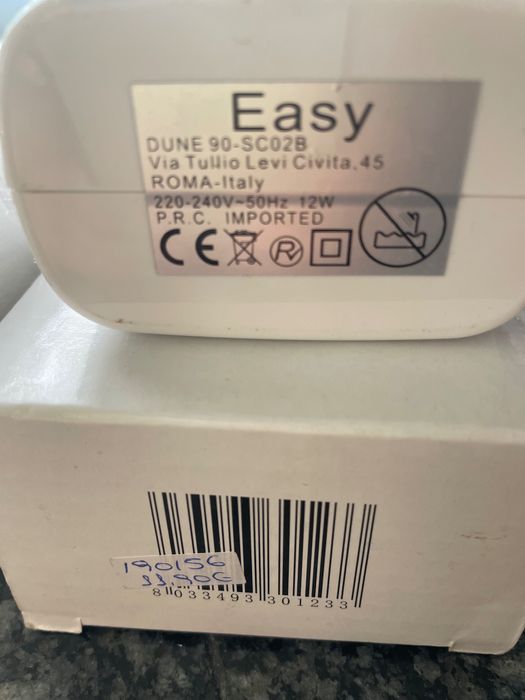 Easy
DUNE 90-SC02B
Via Tullio Levi Civita,45
ROMA-Italy
220-240V~50Hz 12W
P.R.C. IMPORTED
CE
190156
33,90€
8 033493 301233